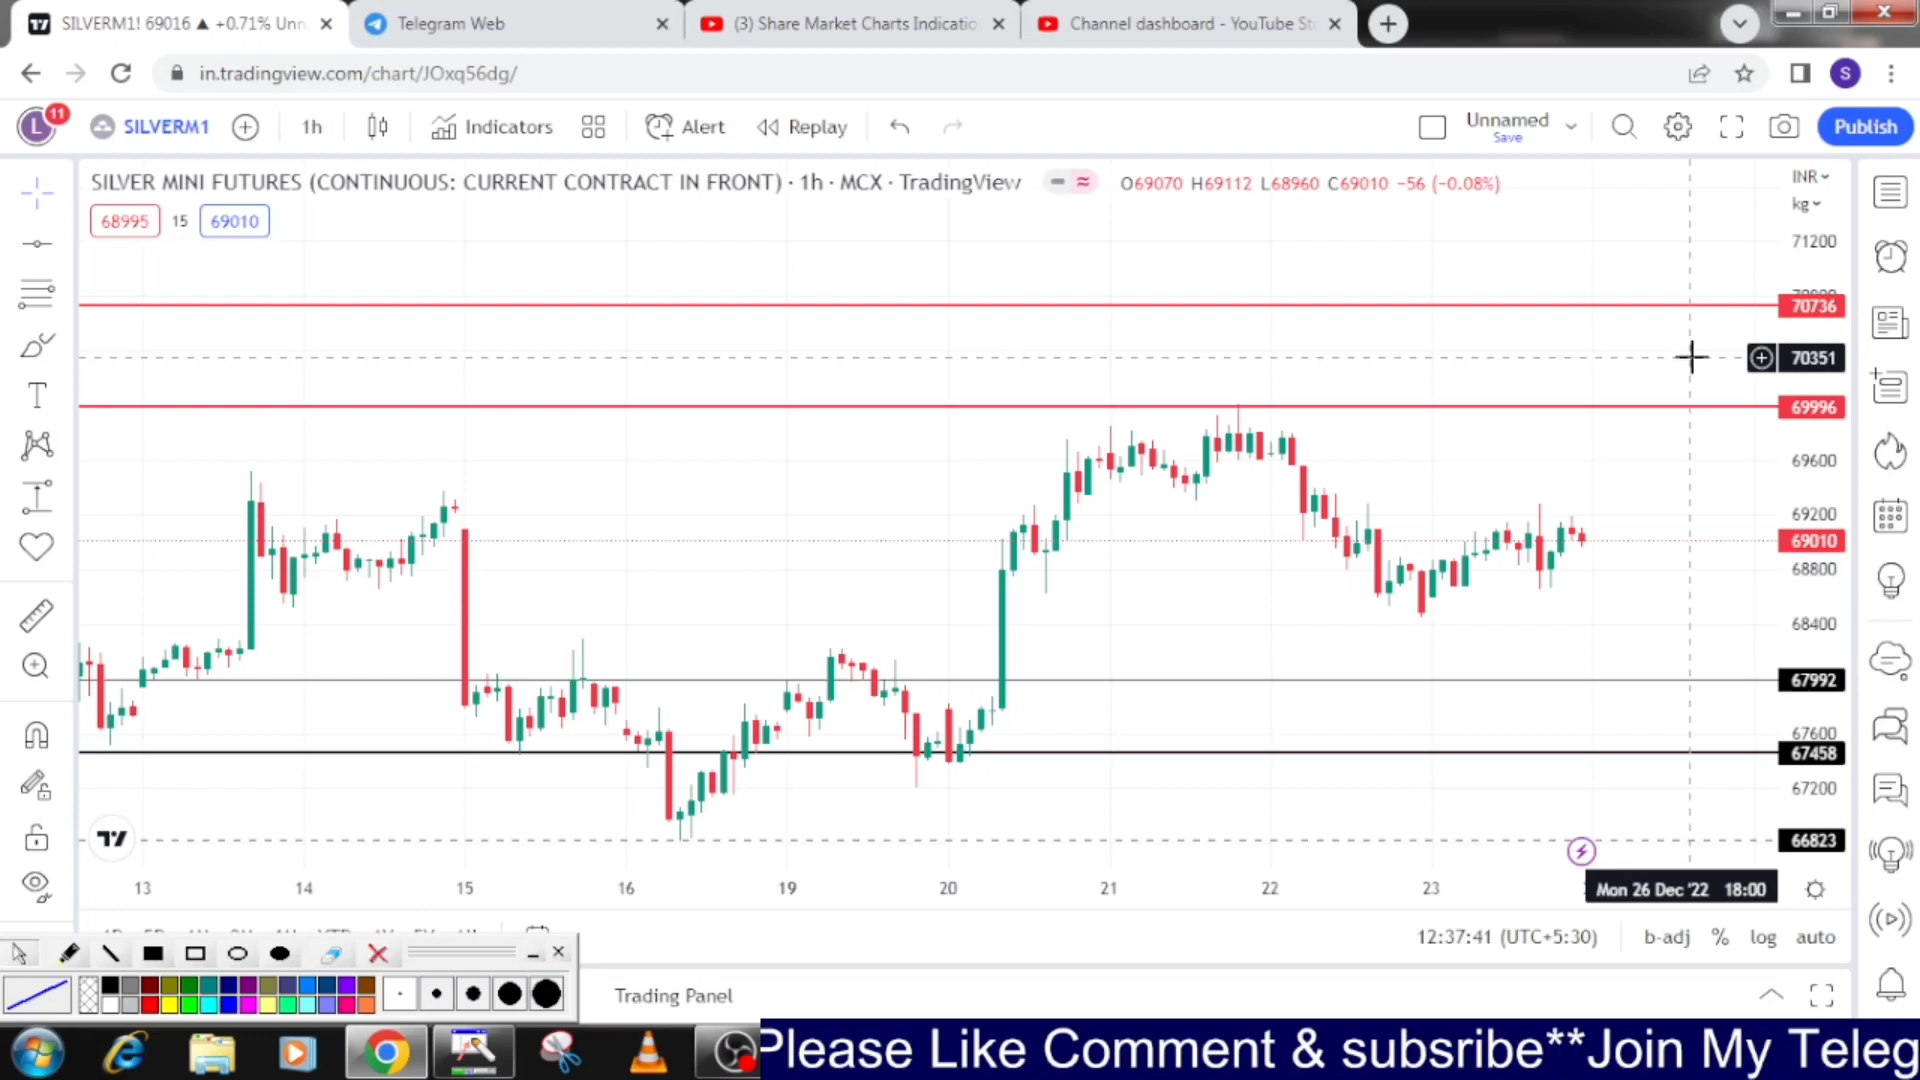 SILVERM1! 69016 ▲ +0.71% Unn
Telegram Web
(3) Share Market Charts Indicatio
Channel dashboard - YouTube St
in.tradingview.com/chart/JOxq56dg/
S
L
11
SILVERM1
1h
Indicators
Alert
Replay
Unnamed
Save
Publish
SILVER MINI FUTURES (CONTINUOUS: CURRENT CONTRACT IN FRONT) · 1h · MCX · TradingView
O69070 H69112 L68960 C69010 −56 (−0.08%)
68995
15
69010
INR
kg
71200
70736
70351
69996
69600
69200
69010
68800
68400
67992
67600
67458
67200
66823
13
14
15
16
19
20
21
22
23
Mon 26 Dec '22 18:00
12:37:41 (UTC+5:30)
b-adj
%
log
auto
Trading Panel
Please Like Comment & subsribe**Join My Teleg